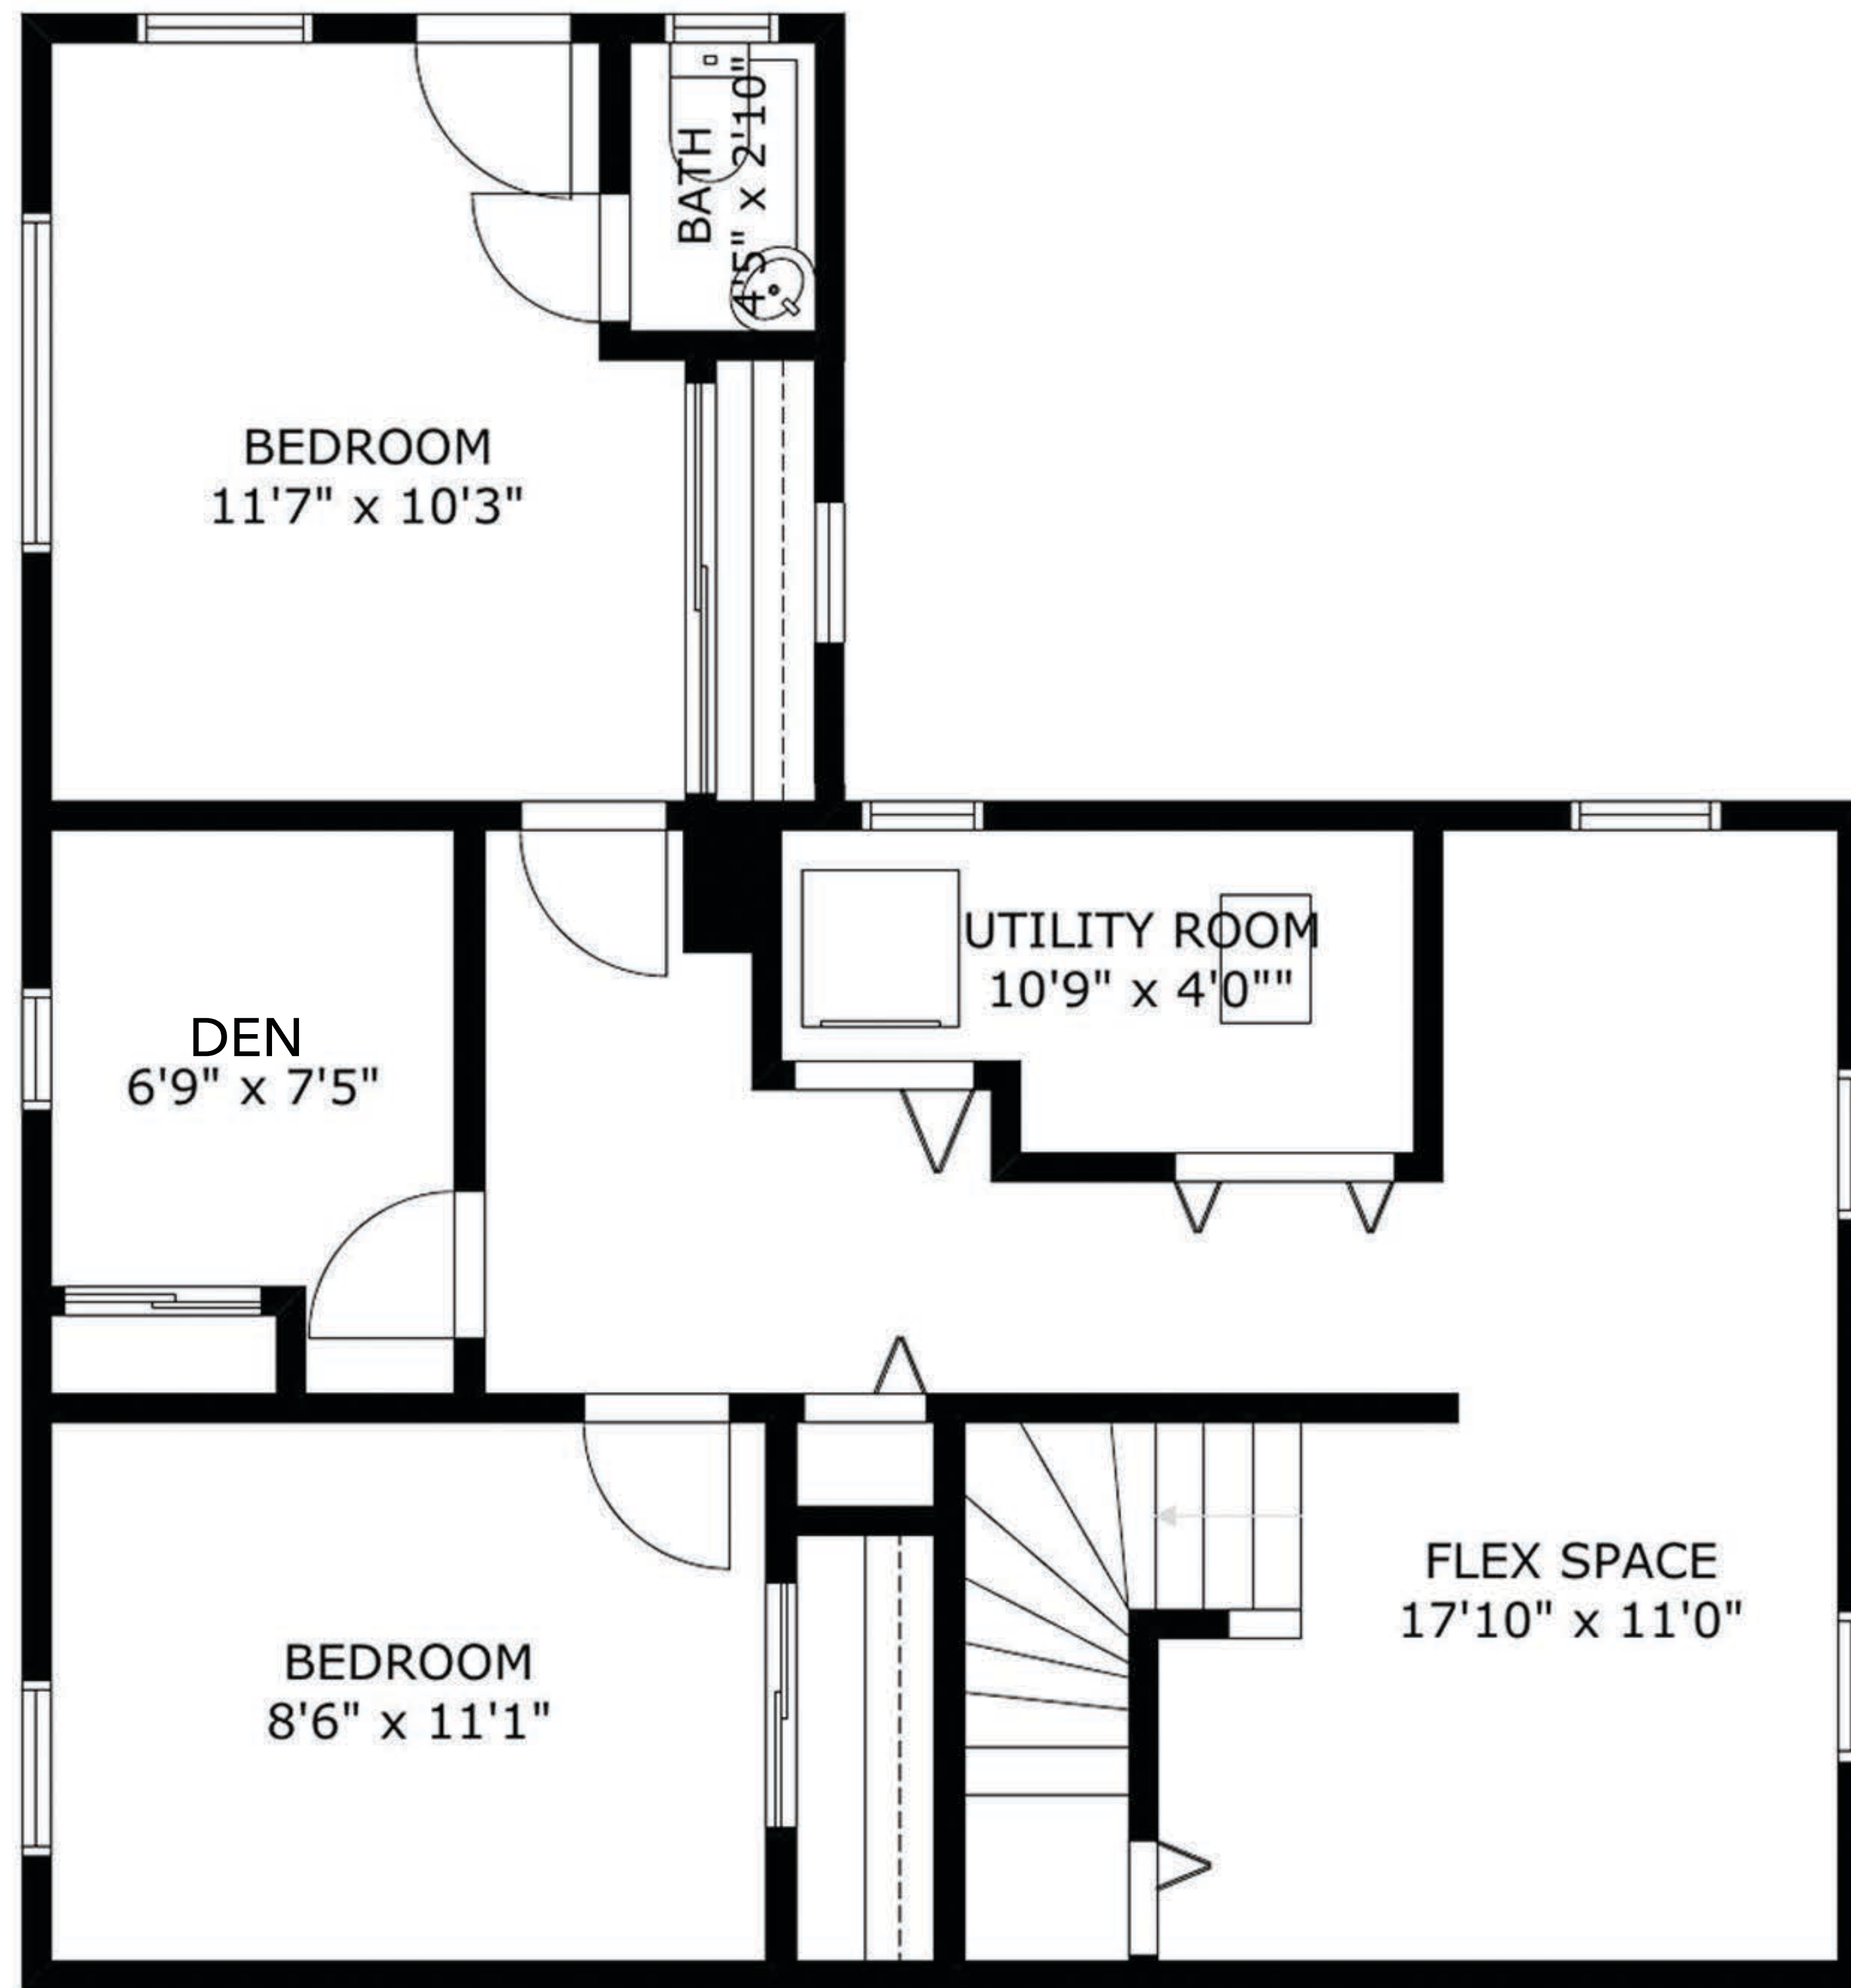 BATH
4'5" x 2'10"
BEDROOM
11'7" x 10'3"
UTILITY ROOM
10'9" x 4'0""
DEN
6'9" x 7'5"
FLEX SPACE
17'10" x 11'0"
BEDROOM
8'6" x 11'1"